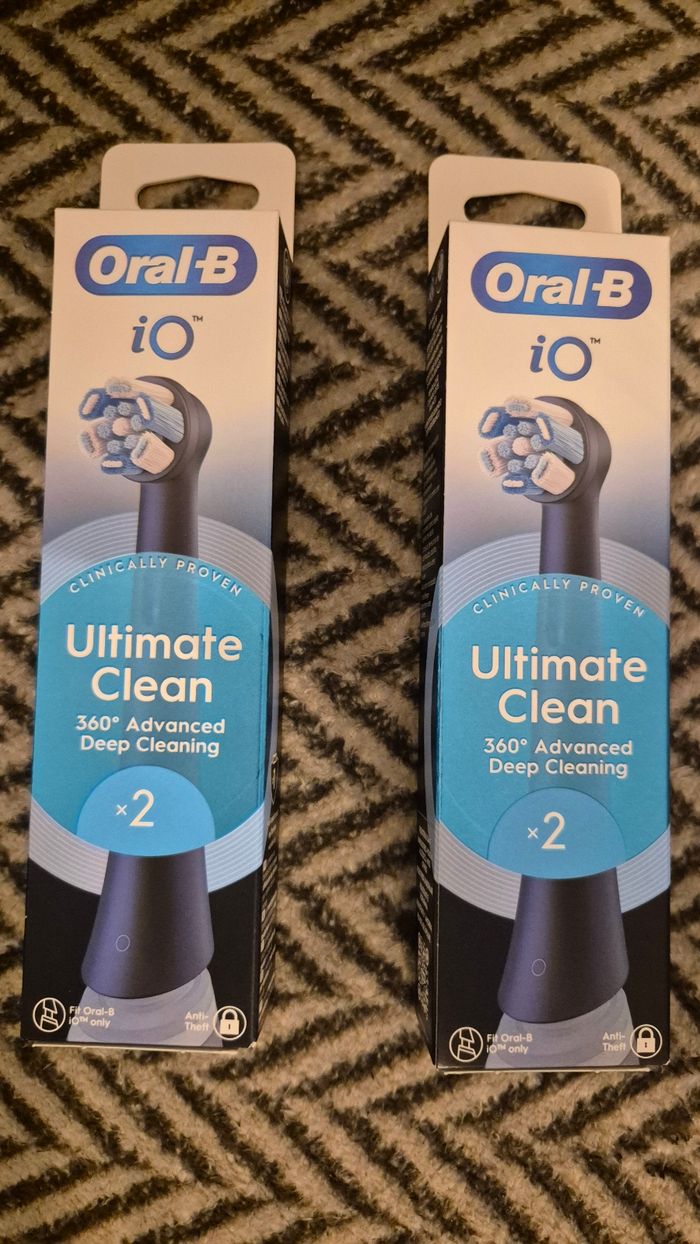 Oral-B
iO™
CLINICALLY PROVEN
Ultimate
Clean
360° Advanced
Deep Cleaning
×2
Fit Oral-B
iO™ only
Anti-
Theft
Oral-B
iO™
CLINICALLY PROVEN
Ultimate
Clean
360° Advanced
Deep Cleaning
×2
Fit Oral-B
iO™ only
Anti-
Theft